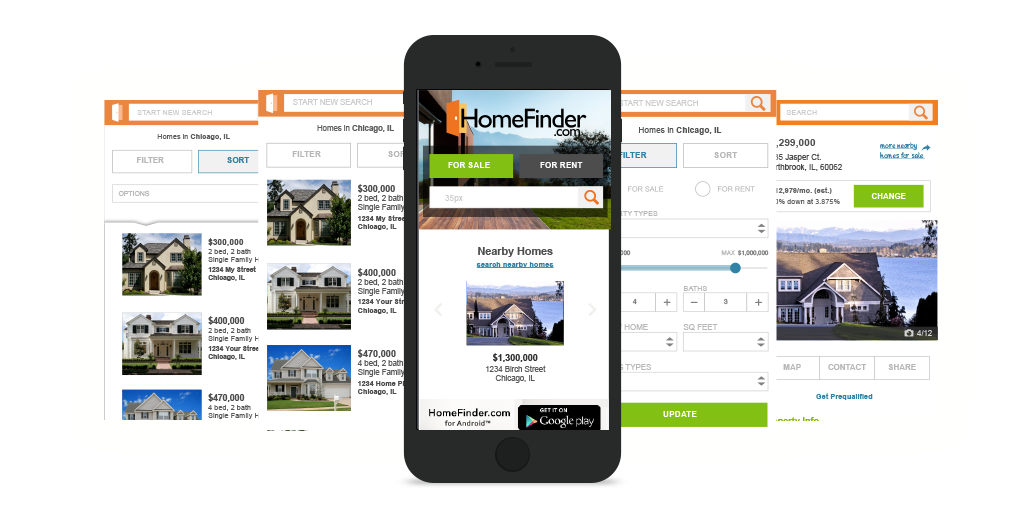 START NEW SEARCH
Homes in Chicago, IL
FILTER
SORT
OPTIONS
$300,000
2 bed, 2 bath
Single Family H
1234 My Street
Chicago, IL
$400,000
2 bed, 2 bath
Single Family H
1234 Your Stree
Chicago, IL
$470,000
4 bed, 2 bath
Single Family H
START NEW SEARCH
Homes in Chicago, IL
FILTER
SOR
$300,000
2 bed, 2 bath
Single Family
1234 My Street
Chicago, IL
$400,000
2 bed, 2 bath
Single Family
1234 Your Str
Chicago, IL
$470,000
4 bed, 2 bath
Single Family
1234 Home Pl
Chicago, IL
HomeFinder
.com
FOR SALE
FOR RENT
35px
Nearby Homes
search nearby homes
$1,300,000
1234 Birch Street
Chicago, IL
HomeFinder.com
for Android™
GET IT ON
Google play
START NEW SEARCH
Homes in Chicago, IL
FILTER
SORT
FOR SALE
FOR RENT
TY TYPES
000
MAX $1,000,000
BATHS
4 +
– 3 +
HOME
SQ FEET
TYPES
UPDATE
SEARCH
,299,000
more nearby
homes for sale
5 Jasper Ct.
rthbrook, IL, 60062
2,979/mo. (est.)
0% down at 3.875%
CHANGE
4/12
MAP
CONTACT
SHARE
Get Prequalified
perty Info